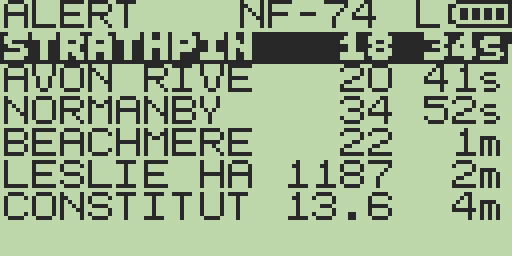 ALERT NF-74 L
STRATHPIN 18 34s
AVON RIVE 20 41s
NORMANBY 34 52s
BEACHMERE 22 1m
LESLIE HA 1187 2m
CONSTITUT 13.6 4m